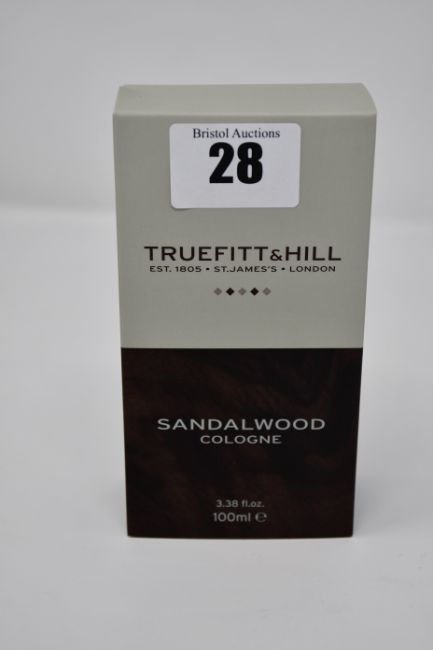 Bristol Auctions
28
TRUEFITT&HILL
EST. 1805 • ST.JAMES'S • LONDON
SANDALWOOD
COLOGNE
3.38 fl.oz.
100ml ℮